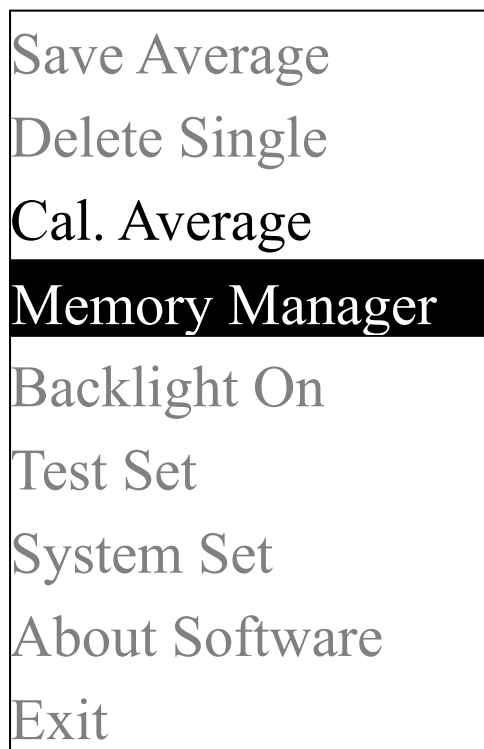 Save Average
Delete Single
Cal. Average
Memory Manager
Backlight On
Test Set
System Set
About Software
Exit